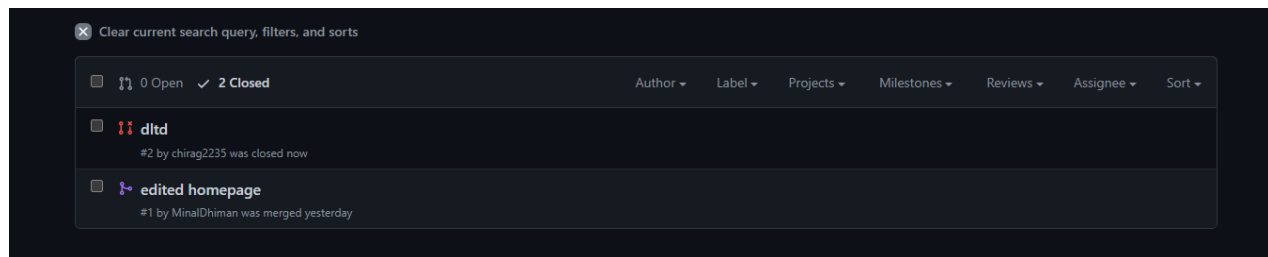 Clear current search query, filters, and sorts
0 Open 2 Closed Author Label Projects Milestones Reviews Assignee Sort
dltd
#2 by chirag2235 was closed now
edited homepage
#1 by MinalDhiman was merged yesterday